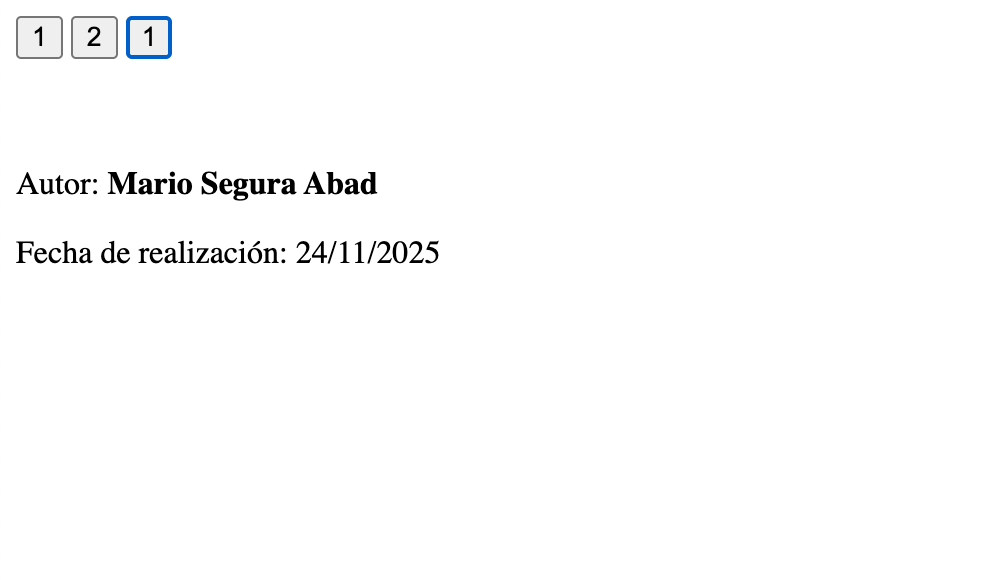 1 2 1
Autor: Mario Segura Abad
Fecha de realización: 24/11/2025